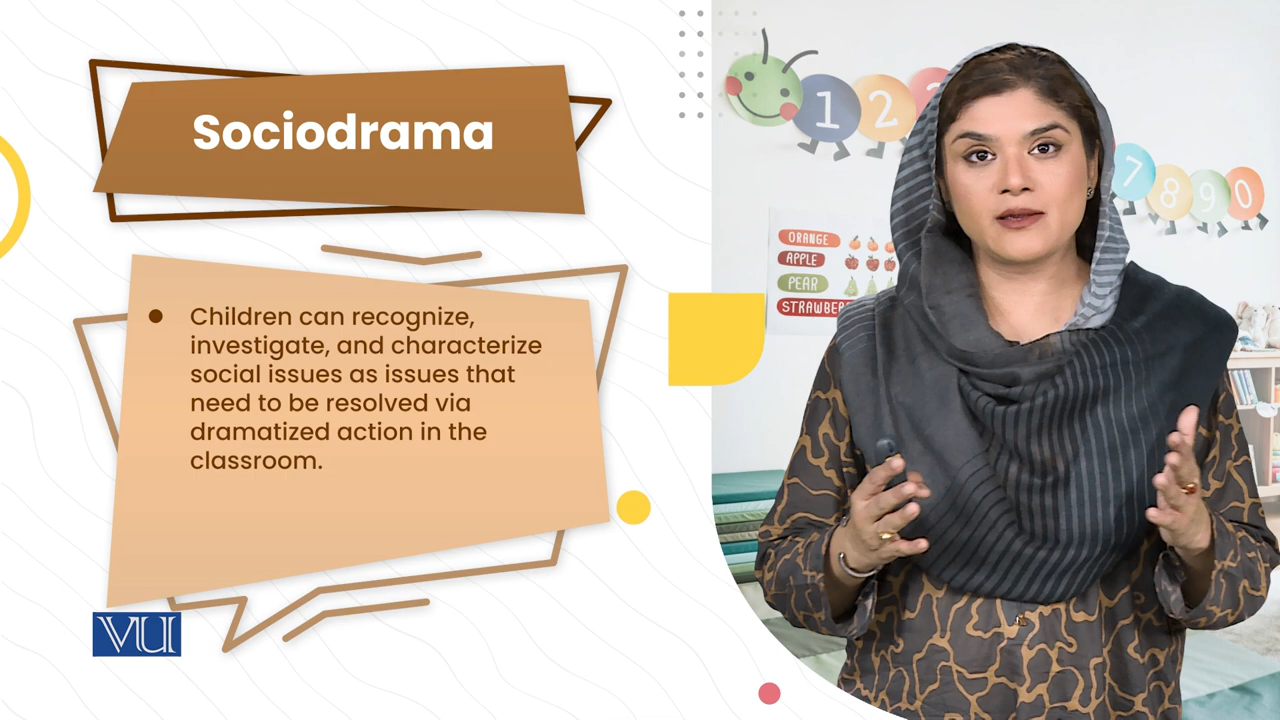 Sociodrama
Children can recognize,
investigate, and characterize
social issues as issues that
need to be resolved via
dramatized action in the
classroom.
VU
1 2
7 8 9 0
ORANGE
APPLE
PEAR